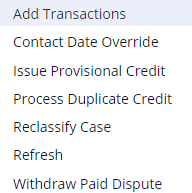 Add Transactions
Contact Date Override
Issue Provisional Credit
Process Duplicate Credit
Reclassify Case
Refresh
Withdraw Paid Dispute